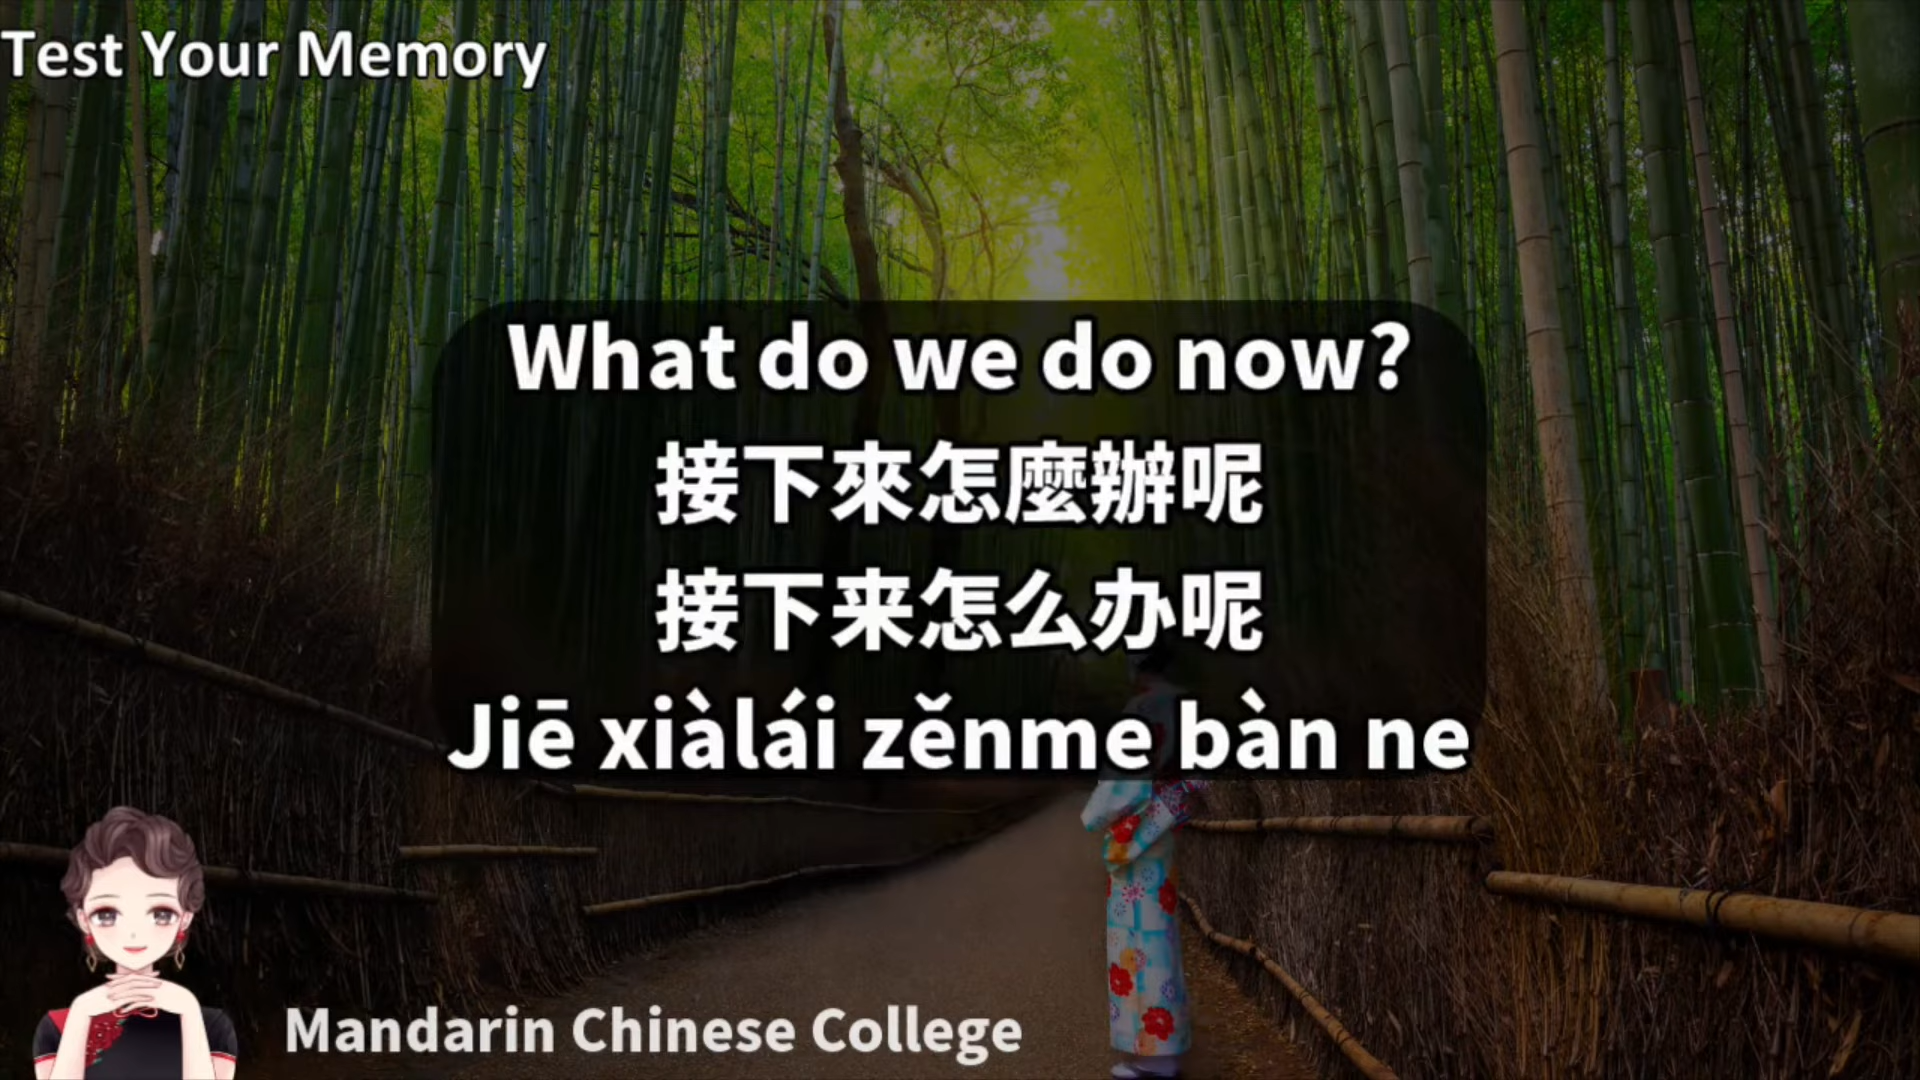 Test Your Memory
What do we do now?
接下來怎麼辦呢
接下来怎么办呢
Jiē xiàlái zěnme bàn ne
Mandarin Chinese College